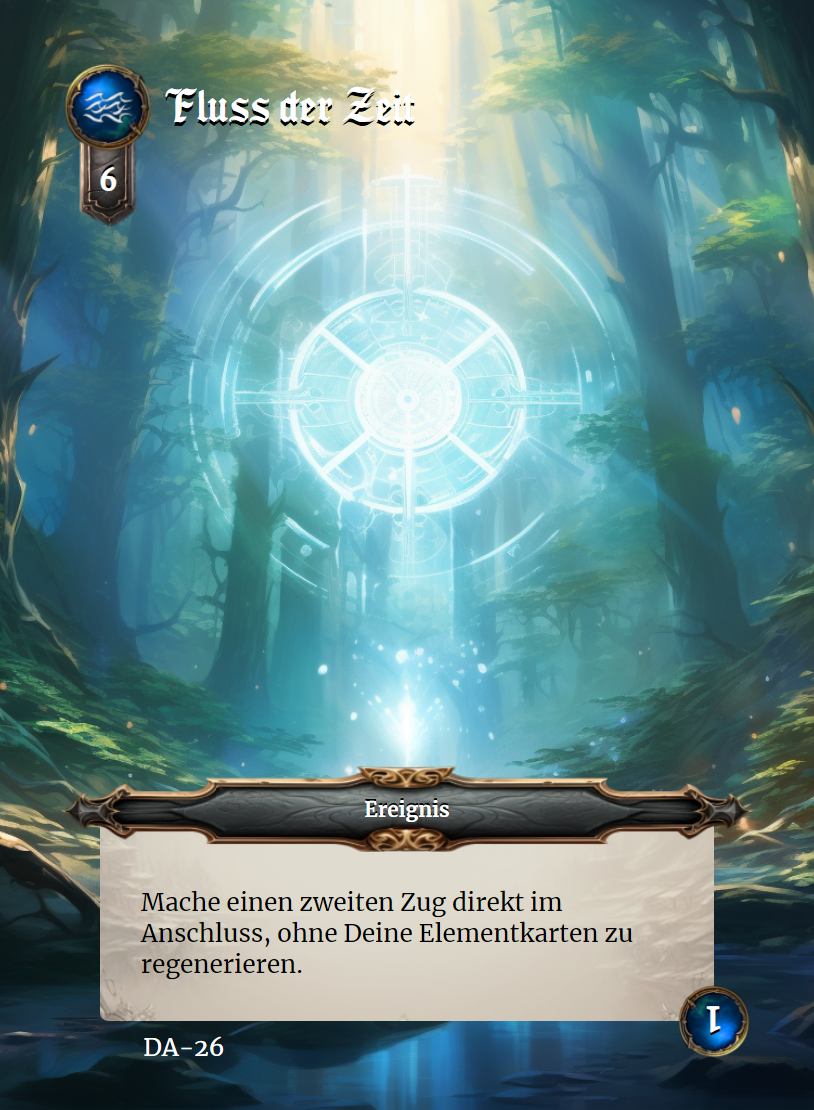 Fluss der Zeit
6
Ereignis
Mache einen zweiten Zug direkt im
Anschluss, ohne Deine Elementkarten zu
regenerieren.
1
DA-26